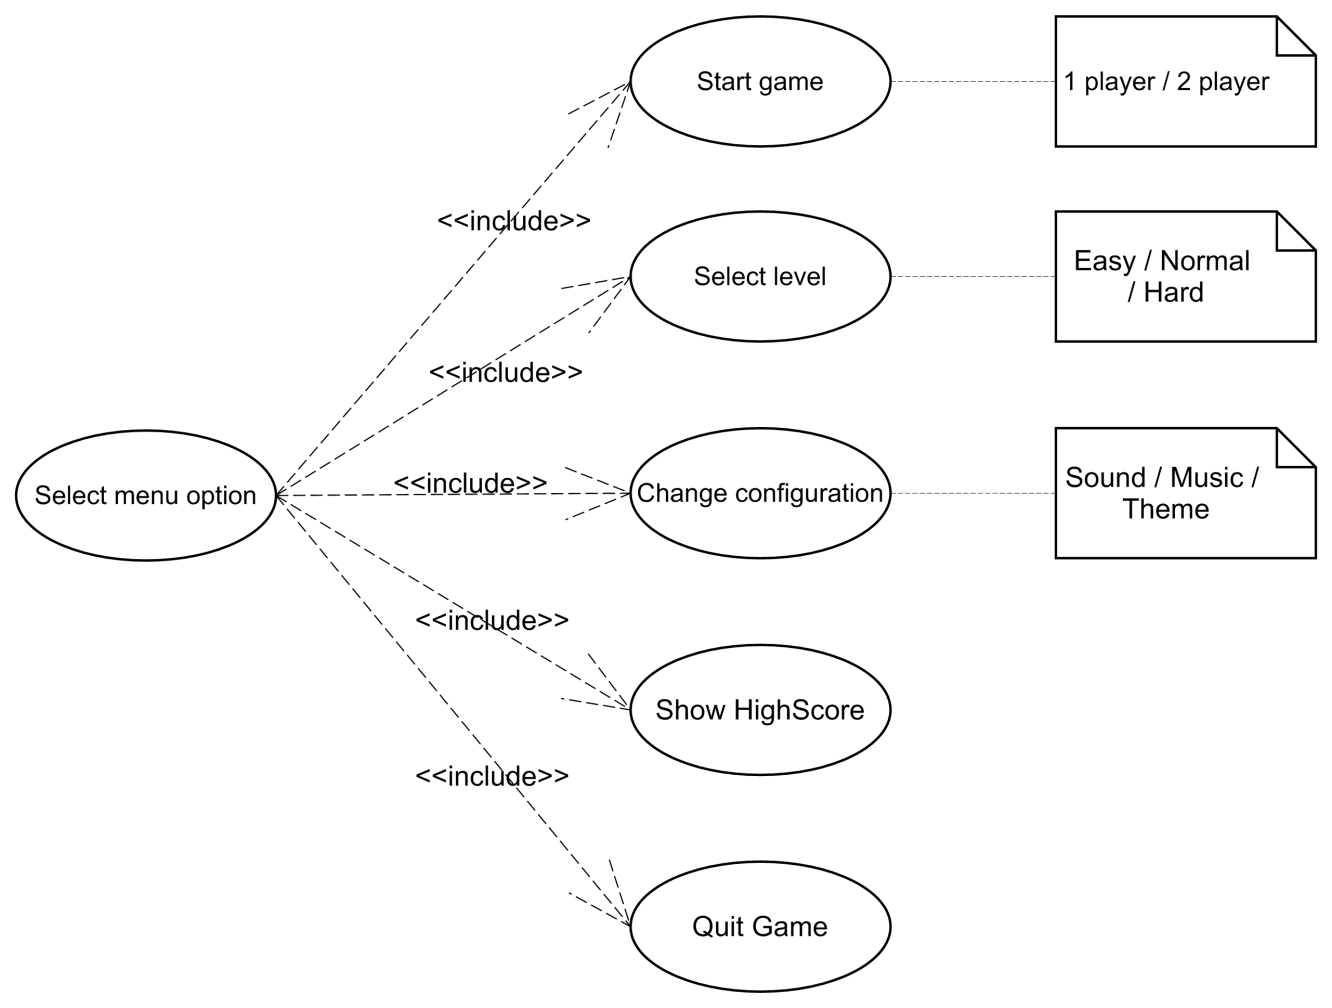 Start game
1 player / 2 player
<<include>>
Select level
Easy / Normal
/ Hard
<<include>>
Select menu option
<<include>>
Change configuration
Sound / Music /
Theme
<<include>>
Show HighScore
<<include>>
Quit Game